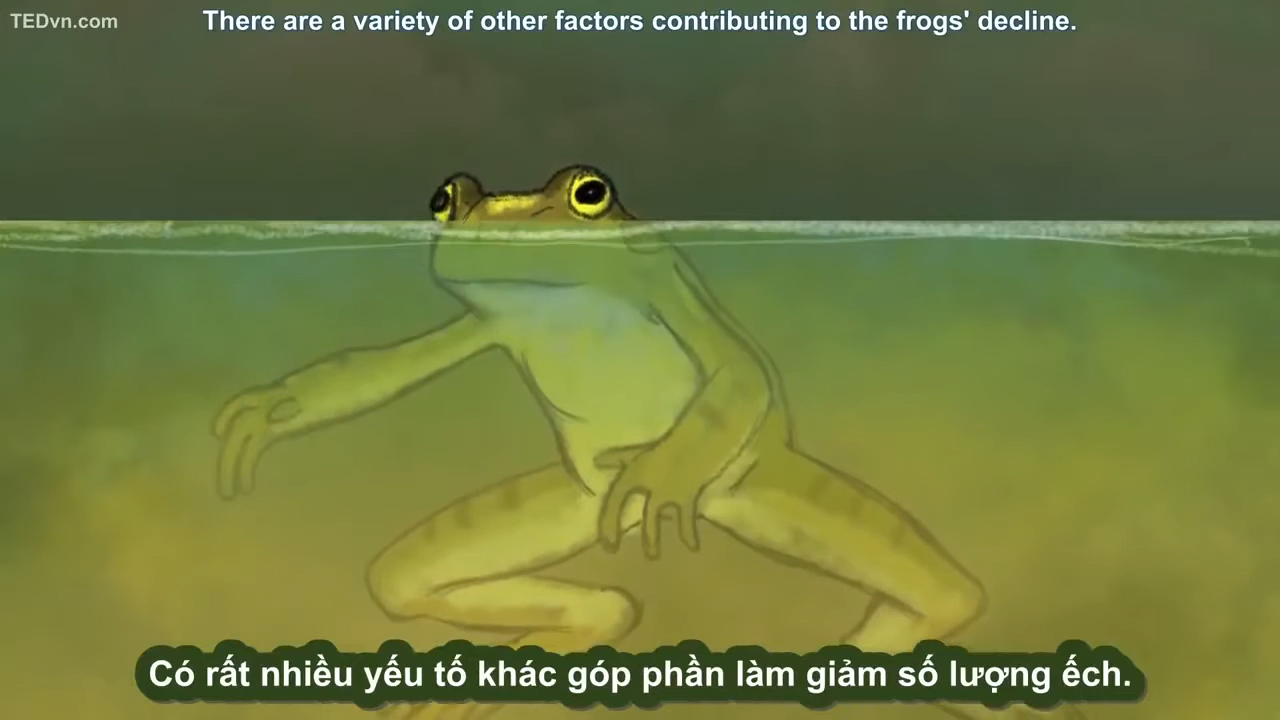 TEDvn.com
There are a variety of other factors contributing to the frogs' decline.
Có rất nhiều yếu tố khác góp phần làm giảm số lượng ếch.